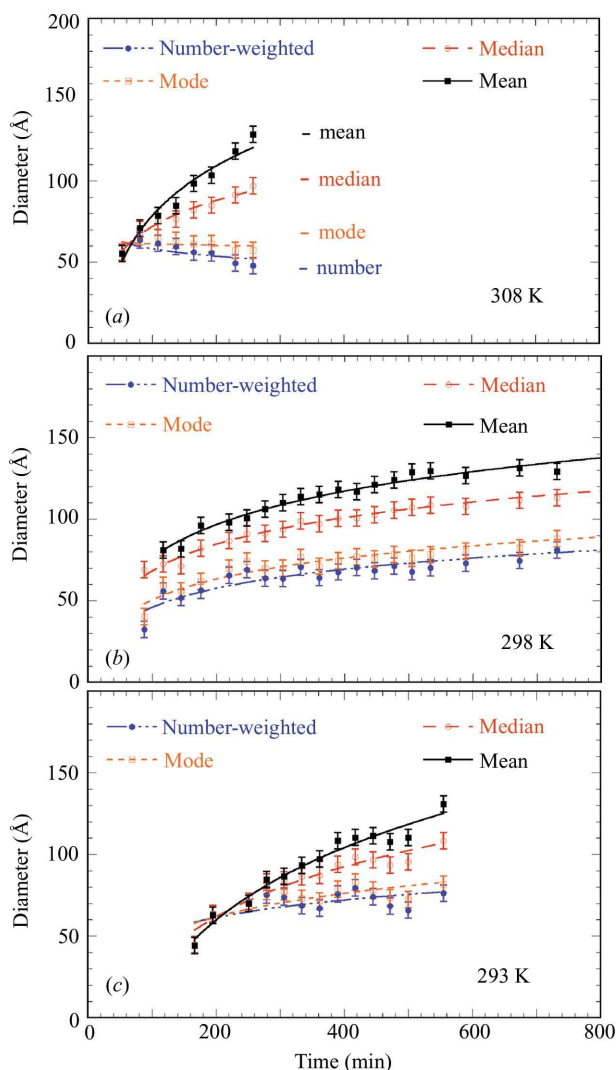 200
Number-weighted
Median
Mode
Mean
150
– mean
100
– median
– mode
50
– number
(a)
308 K
0
Diameter (Å)
Number-weighted
Median
Mode
Mean
150
100
50
(b)
298 K
0
Diameter (Å)
Number-weighted
Median
Mode
Mean
150
100
50
(c)
293 K
0
Diameter (Å)
0 200 400 600 800
Time (min)